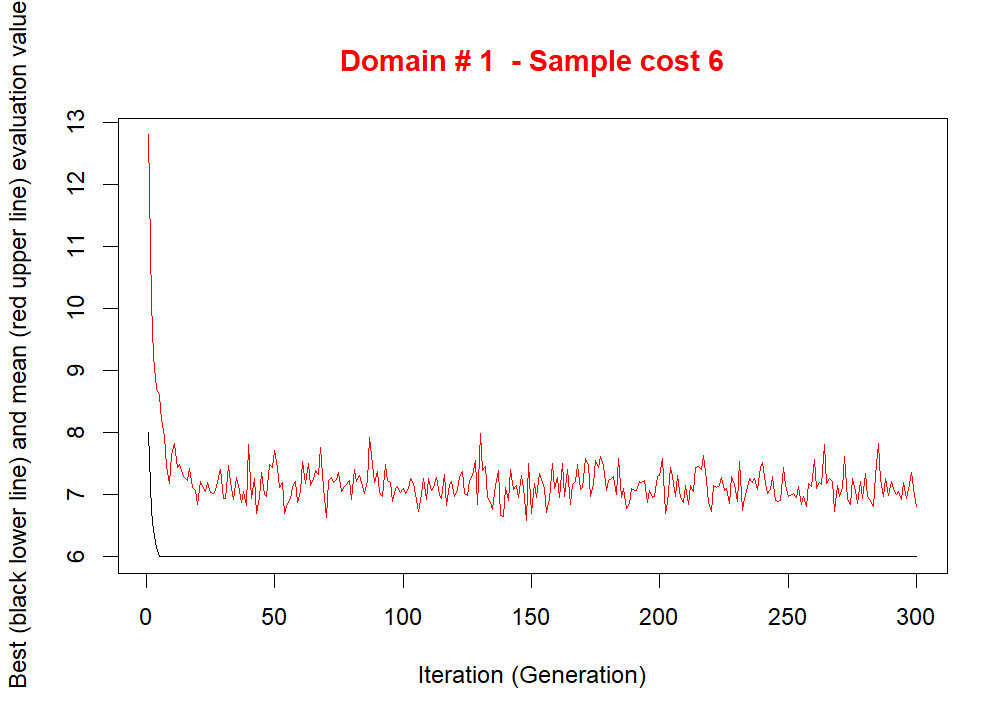 Domain # 1 - Sample cost 6
Best (black lower line) and mean (red upper line) evaluation value
13
12
11
10
9
8
7
6
0 50 100 150 200 250 300
Iteration (Generation)